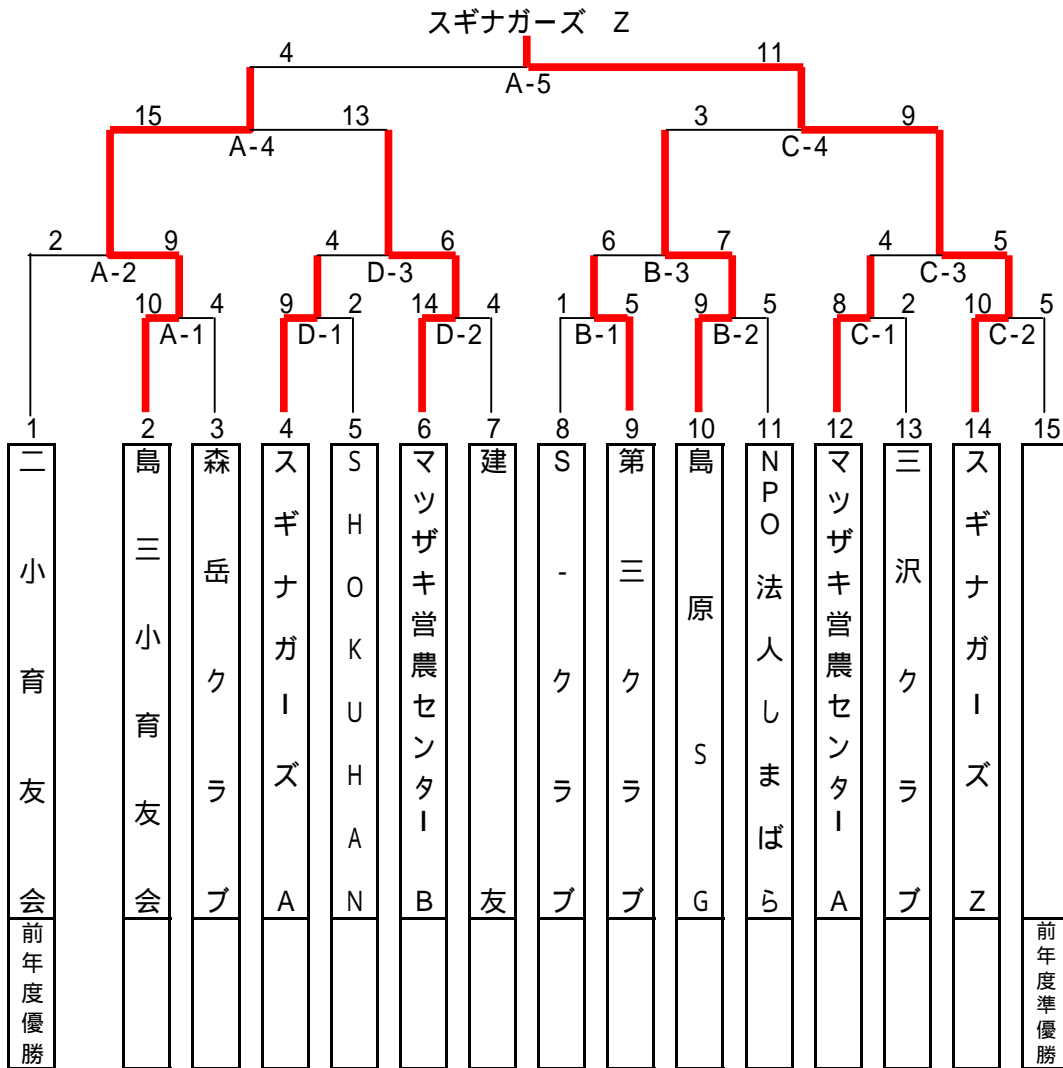 スギナガーズ Z
4 11
A-5
15 13 3 9
A-4 C-4
2 9 4 6 6 7 4 5
A-2 D-3 B-3 C-3
10 4 9 2 14 4 1 5 9 5 8 2 10 5
A-1 D-1 D-2 B-1 B-2 C-1 C-2
1 2 3 4 5 6 7 8 9 10 11 12 13 14 15
二小育友会
前年度優勝
島三小育友会
森岳クラブ
スギナガーズA
SHOKUHAN
マツザキ営農センターB
建友
S-クラブ
第三クラブ
島原SG
NPO法人しまばら
マツザキ営農センターA
三沢クラブ
スギナガーズZ
前年度準優勝